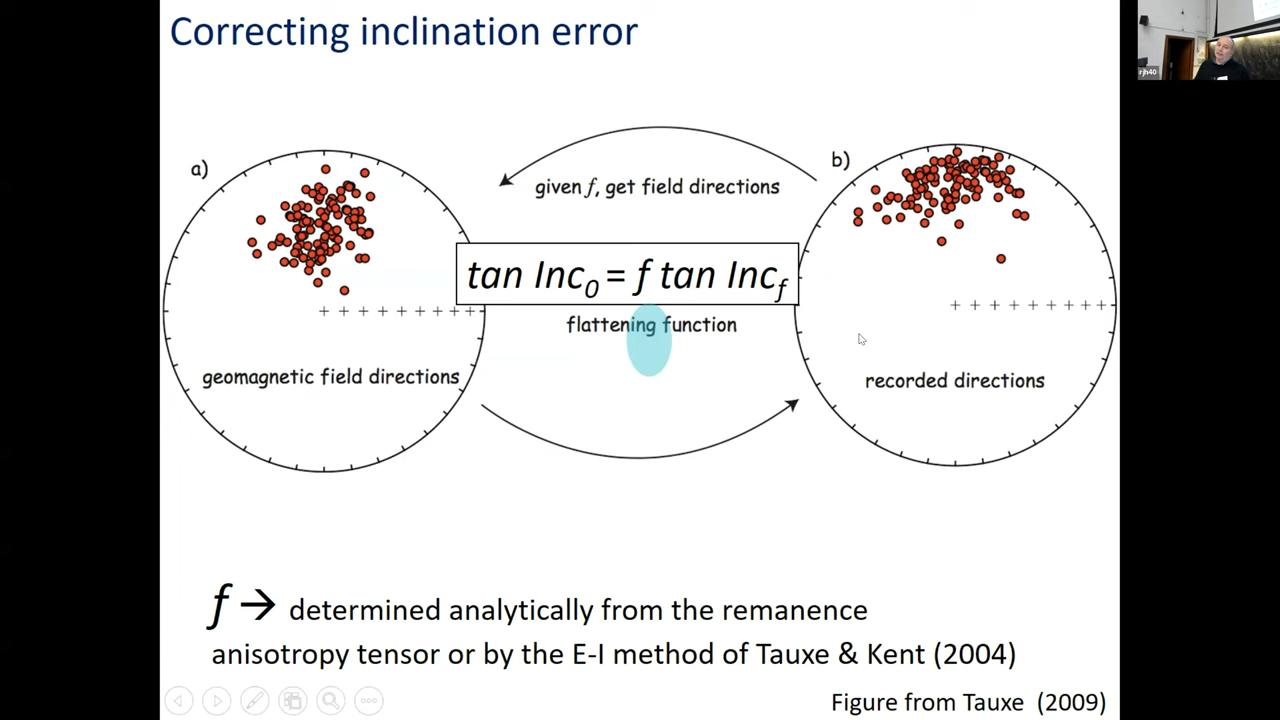 Correcting inclination error
rjh40
a)
b)
given f, get field directions
tan Inc₀ = f tan Inc_f
flattening function
geomagnetic field directions
recorded directions
f → determined analytically from the remanence
anisotropy tensor or by the E-I method of Tauxe & Kent (2004)
Figure from Tauxe (2009)